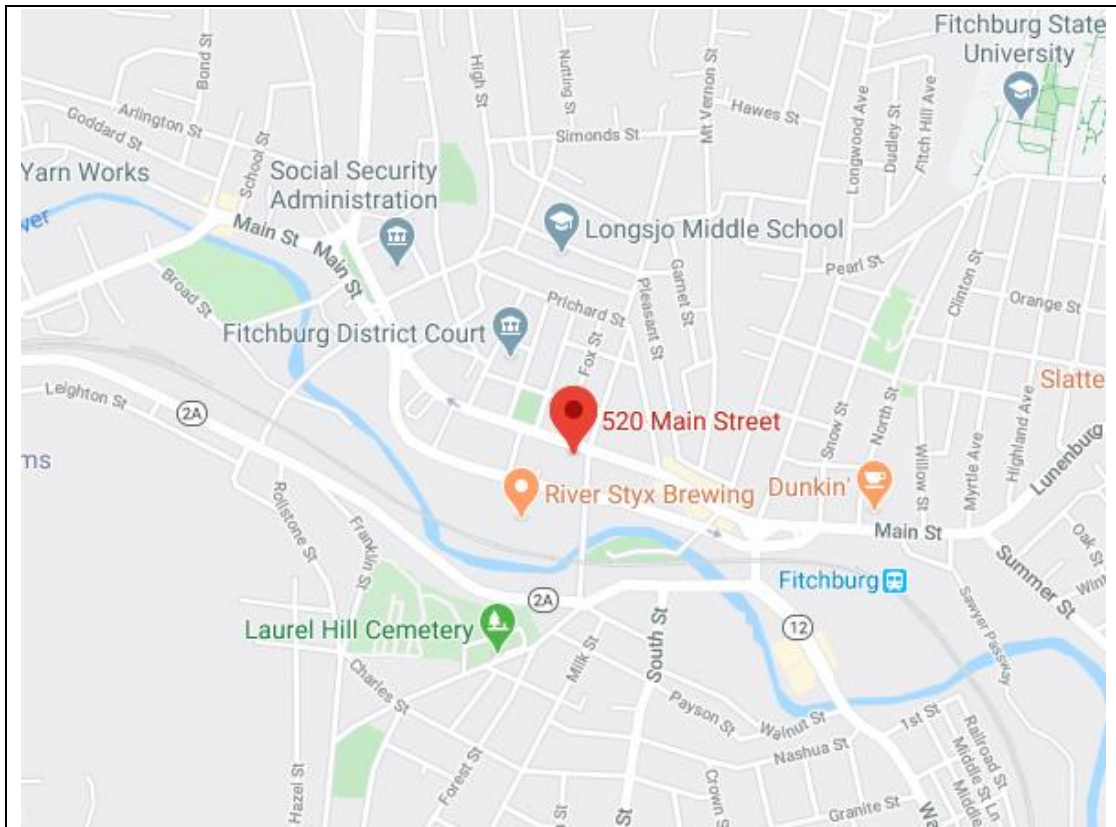 Fitchburg State
University
Bond St
High St
Nutting St
Mt Vernon St
Hawes St
Longwood Ave
Dudley St
Fitch Hill Ave
Arlington St
Goddard St
School St
Simonds St
Yarn Works
Social Security
Administration
Longsjo Middle School
ver
Main St
Main St
Broad St
Pearl St
Clinton St
Garnet St
Pleasant St
Prichard St
Orange St
Fitchburg District Court
Fox St
Slatte
Leighton St
2A
520 Main Street
Snow St
North St
Willow St
Myrtle Ave
Highland Ave
Lunenburg
ms
River Styx Brewing
Dunkin'
Main St
Rollstone St
Franklin St
Oak St
Win
Summer St
Fitchburg
Sawyer Passway
2A
12
Laurel Hill Cemetery
Milk St
South St
Charles St
Payson St
Walnut St
1st St
Railroad St
Middle St Ln
Middle
Nashua St
Forest St
Hazel St
Crown S
Granite St
St
Wa